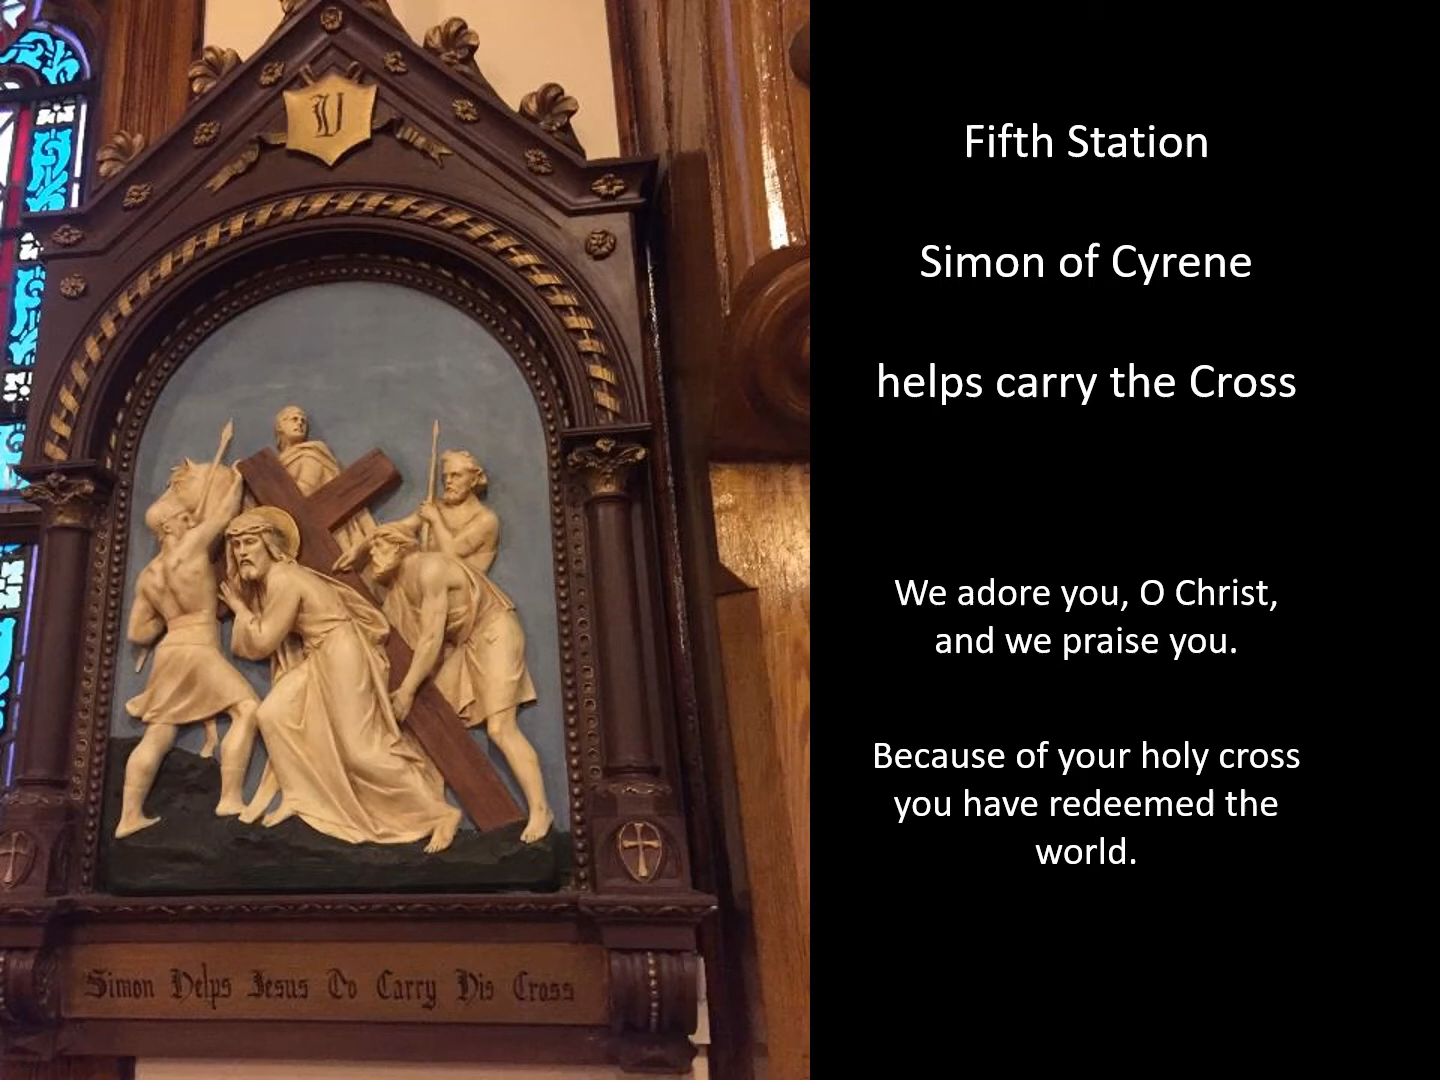 V
Simon Helps Jesus To Carry His Cross
Fifth Station
Simon of Cyrene
helps carry the Cross
We adore you, O Christ,
and we praise you.
Because of your holy cross
you have redeemed the
world.